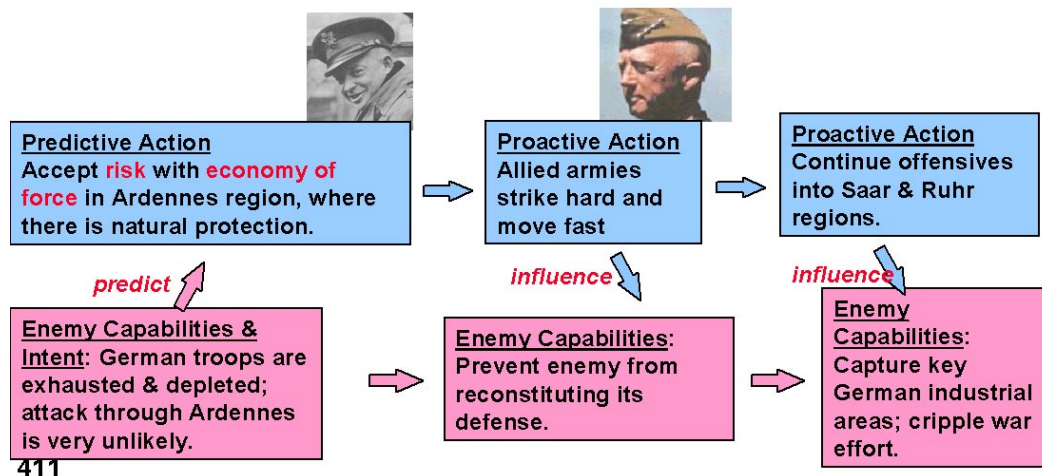 Predictive Action
Accept risk with economy of
force in Ardennes region, where
there is natural protection.
Proactive Action
Allied armies
strike hard and
move fast
Proactive Action
Continue offensives
into Saar & Ruhr
regions.
predict
influence
influence
Enemy Capabilities &
Intent: German troops are
exhausted & depleted;
attack through Ardennes
is very unlikely.
Enemy Capabilities:
Prevent enemy from
reconstituting its
defense.
Enemy
Capabilities:
Capture key
German industrial
areas; cripple war
effort.
411